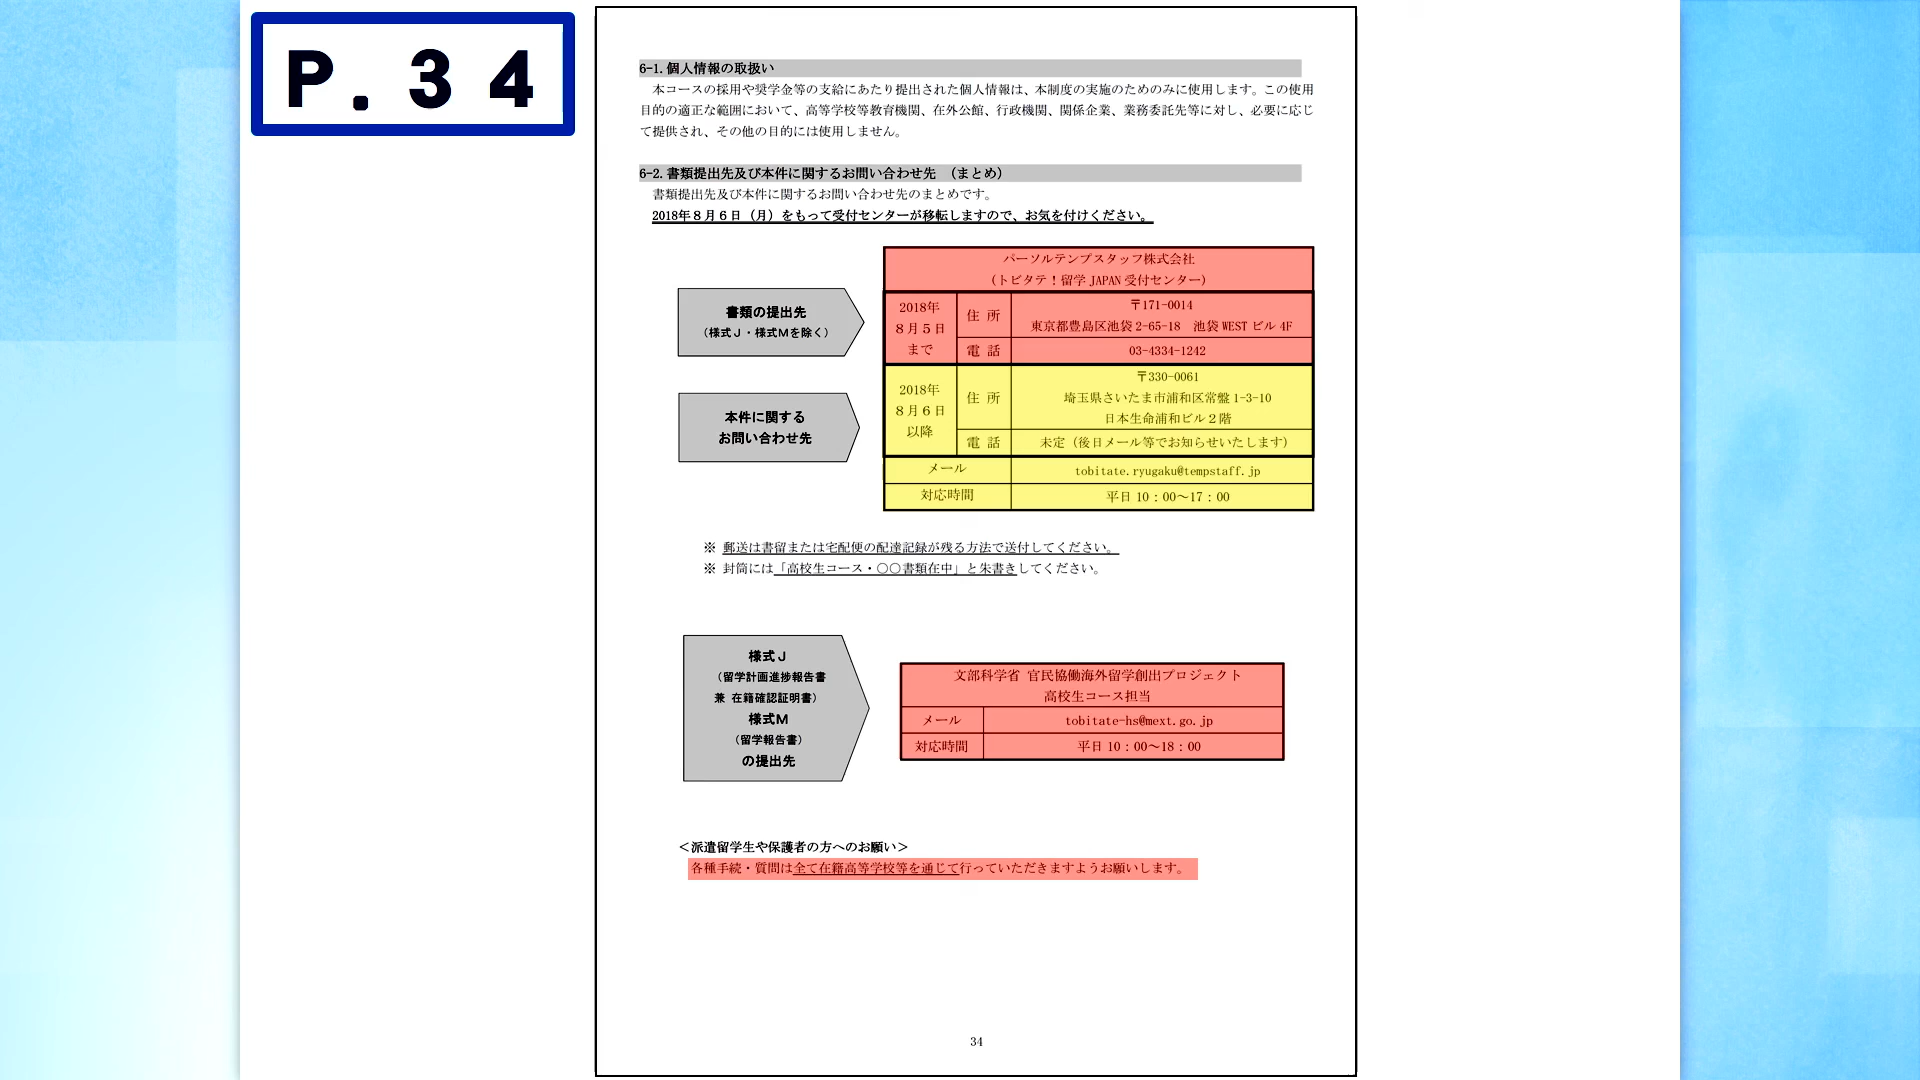 P.34
6-1. 個人情報の取扱い
本コースの採用や奨学金等の支給にあたり提出された個人情報は、本制度の実施のためのみに使用します。この使用
目的の適正な範囲において、高等学校等教育機関、在外公館、行政機関、関係企業、業務委託先等に対し、必要に応じ
て提供され、その他の目的には使用しません。
6-2. 書類提出先及び本件に関するお問い合わせ先 （まとめ）
書類提出先及び本件に関するお問い合わせ先のまとめです。
2018年８月６日（月）をもって受付センターが移転しますので、お気を付けください。
書類の提出先
（様式Ｊ・様式Ｍを除く）
本件に関する
お問い合わせ先
パーソルテンプスタッフ株式会社
（トビタテ！留学 JAPAN 受付センター）
2018年
８月５日
まで
住 所
〒171-0014
東京都豊島区池袋 2-65-18 池袋 WEST ビル 4F
電 話
03-4334-1242
2018年
８月６日
以降
住 所
〒330-0061
埼玉県さいたま市浦和区常盤 1-3-10
日本生命浦和ビル２階
電 話
未定（後日メール等でお知らせいたします）
メール
tobitate.ryugaku@tempstaff.jp
対応時間
平日 10：00～17：00
※ 郵送は書留または宅配便の配達記録が残る方法で送付してください。
※ 封筒には「高校生コース・〇〇書類在中」と朱書きしてください。
様式Ｊ
（留学計画進捗報告書
兼 在籍確認証明書）
様式Ｍ
（留学報告書）
の提出先
文部科学省 官民協働海外留学創出プロジェクト
高校生コース担当
メール
tobitate-hs@mext.go.jp
対応時間
平日 10：00～18：00
＜派遣留学生や保護者の方へのお願い＞
各種手続・質問は全て在籍高等学校等を通じて行っていただきますようお願いします。
34